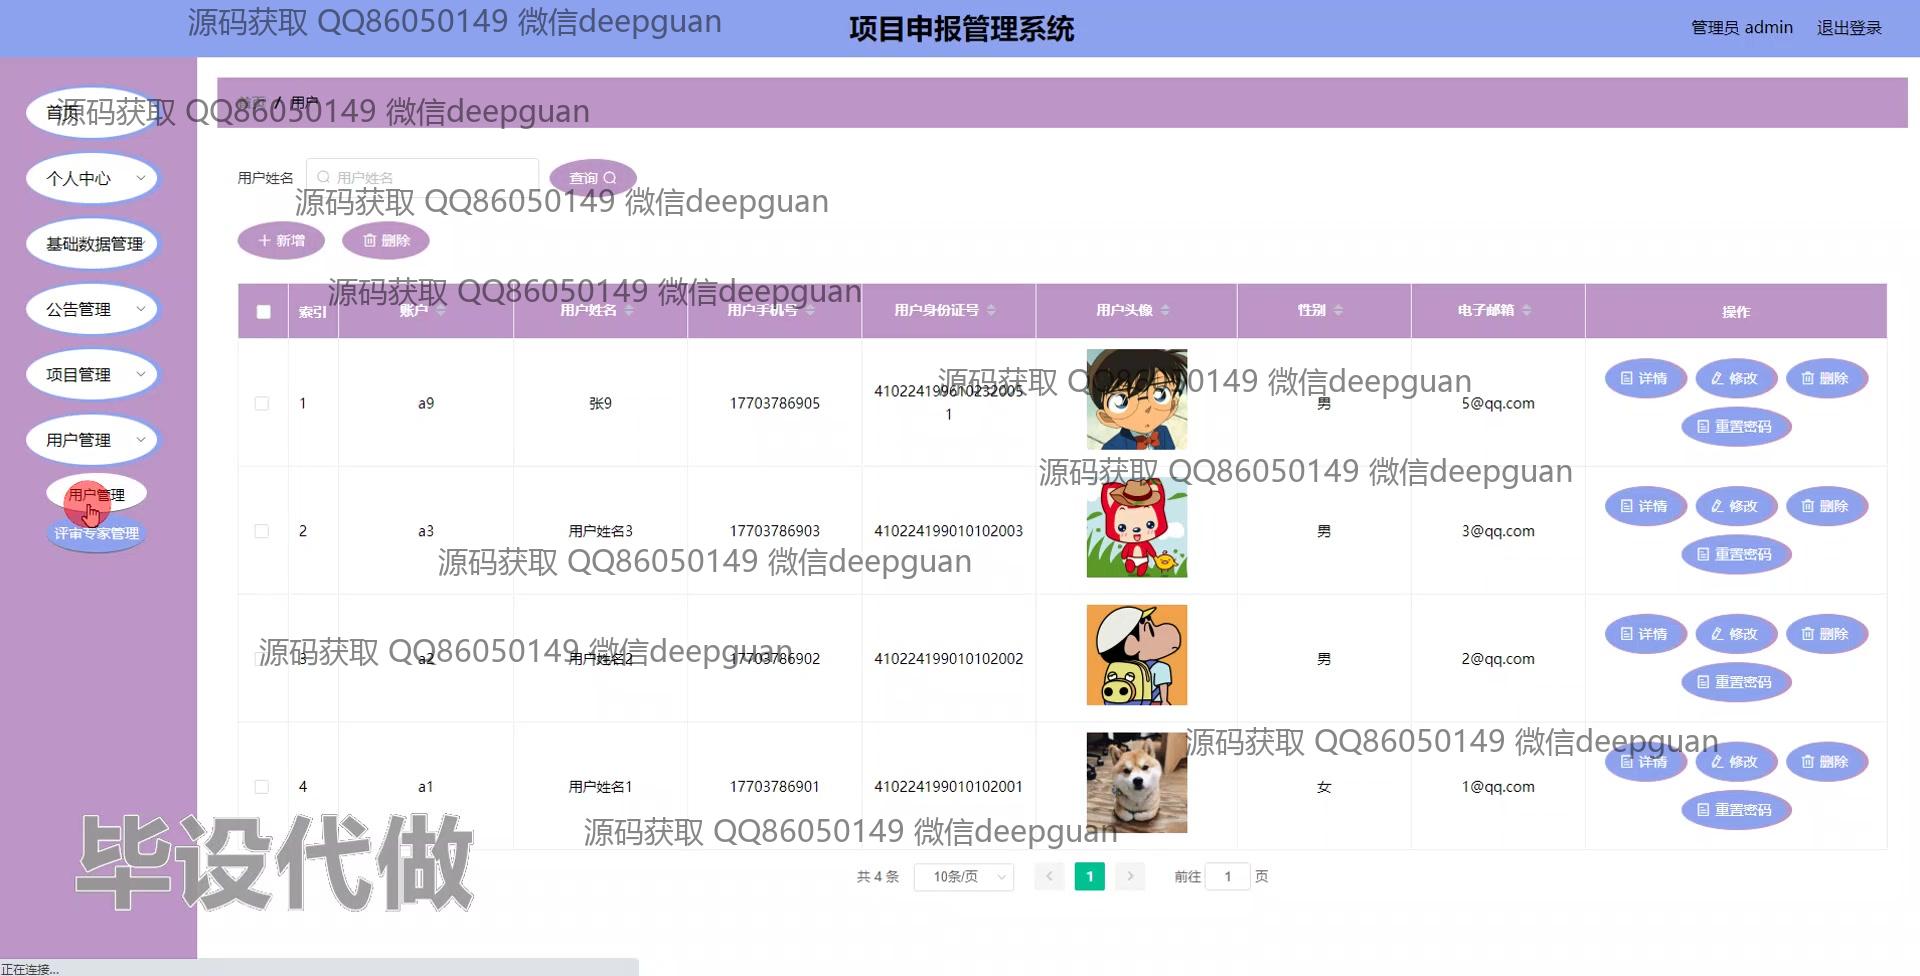 源码获取 QQ86050149 微信deepguan
项目申报管理系统
管理员 admin 退出登录
首页 / 用户
首页
源码获取 QQ86050149 微信deepguan
个人中心
用户姓名 用户姓名 查询
源码获取 QQ86050149 微信deepguan
基础数据管理
新增 删除
源码获取 QQ86050149 微信deepguan
公告管理
索引 账户 用户姓名 用户手机号 用户身份证号 用户头像 性别 电子邮箱 操作
项目管理
源码获取 QQ86050149 微信deepguan
1 a9 张9 17703786905 410224199610232005
1 男 5@qq.com 详情 修改 删除
重置密码
用户管理
源码获取 QQ86050149 微信deepguan
用户管理
评审专家管理
2 a3 用户姓名3 17703786903 410224199010102003 男 3@qq.com 详情 修改 删除
重置密码
源码获取 QQ86050149 微信deepguan
源码获取 QQ86050149 微信deepguan
3 a2 用户姓名2 17703786902 410224199010102002 男 2@qq.com 详情 修改 删除
重置密码
源码获取 QQ86050149 微信deepguan
4 a1 用户姓名1 17703786901 410224199010102001 女 1@qq.com 详情 修改 删除
重置密码
源码获取 QQ86050149 微信deepguan
毕设代做
共 4 条 10条/页 1 前往 1 页
正在连接...